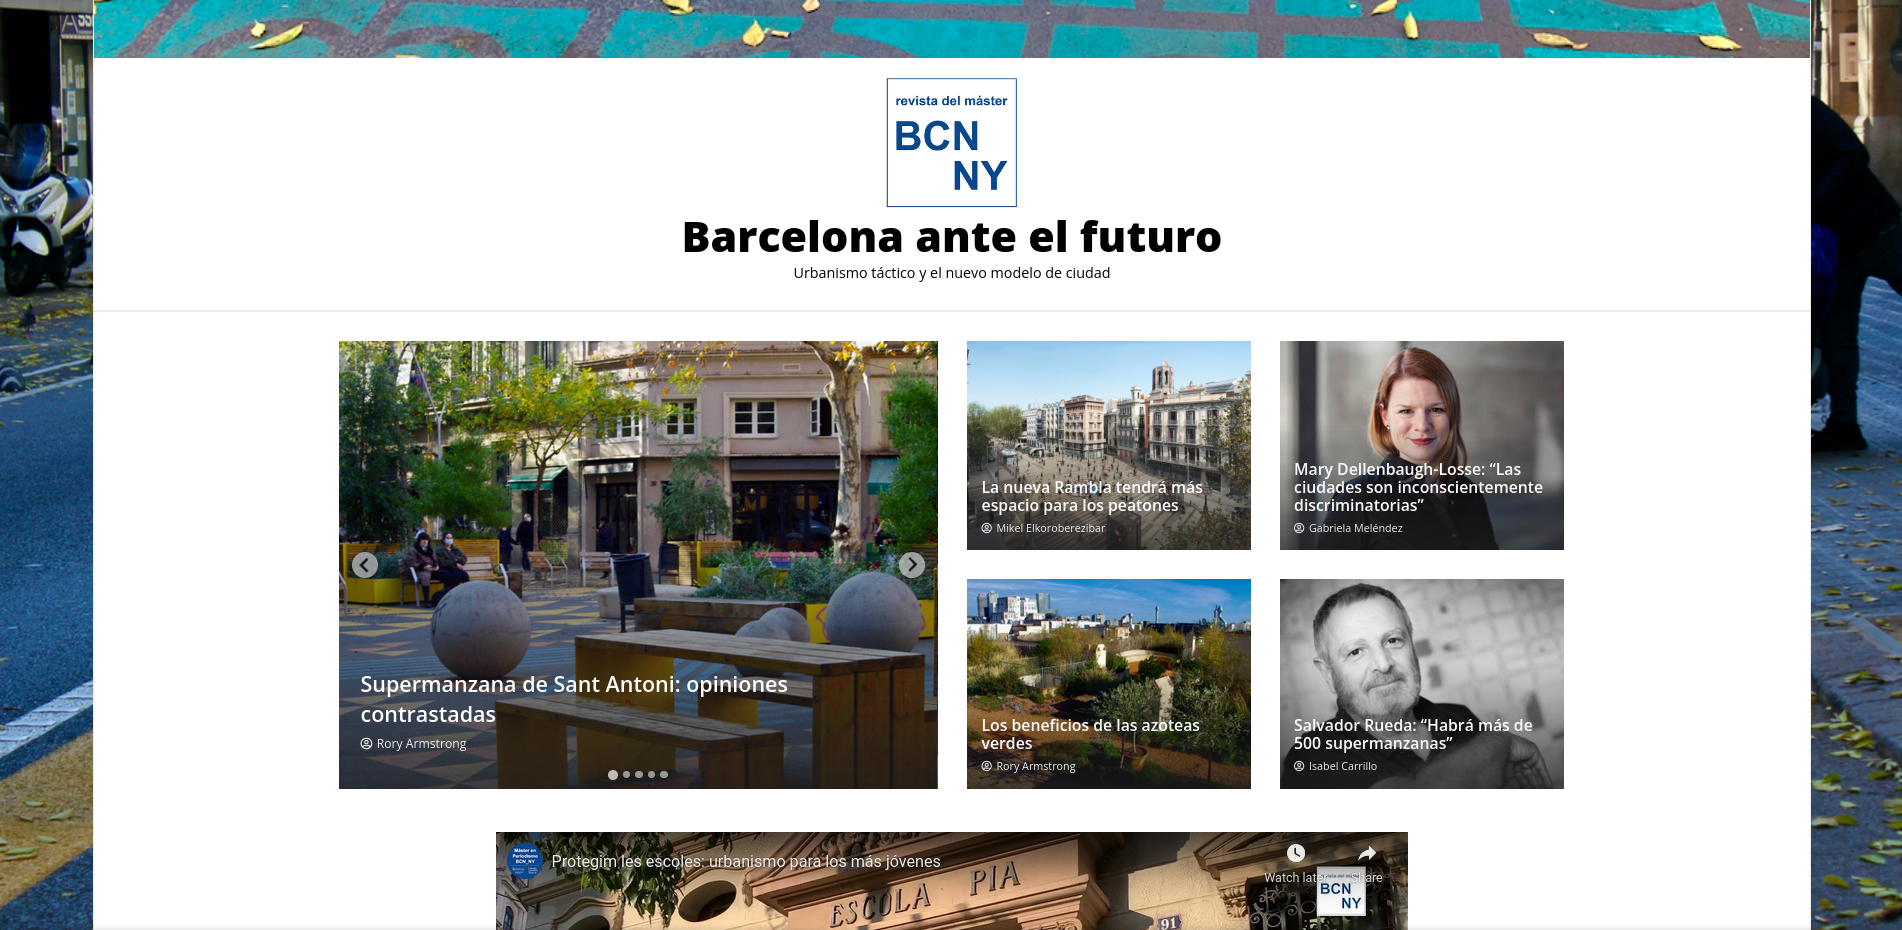 revista del máster
BCN
NY
Barcelona ante el futuro
Urbanismo táctico y el nuevo modelo de ciudad
Supermanzana de Sant Antoni: opiniones
contrastadas
Rory Armstrong
La nueva Rambla tendrá más
espacio para los peatones
Mikel Elkoroberezibar
Mary Dellenbaugh-Losse: “Las
ciudades son inconscientemente
discriminatorias”
Gabriela Meléndez
Los beneficios de las azoteas
verdes
Rory Armstrong
Salvador Rueda: “Habrá más de
500 supermanzanas”
Isabel Carrillo
Máster en
Periodismo
BCN_NY
Protegim les escoles: urbanismo para los más jóvenes
Watch later
Share
BCN
NY
ESCOLA PIA
91